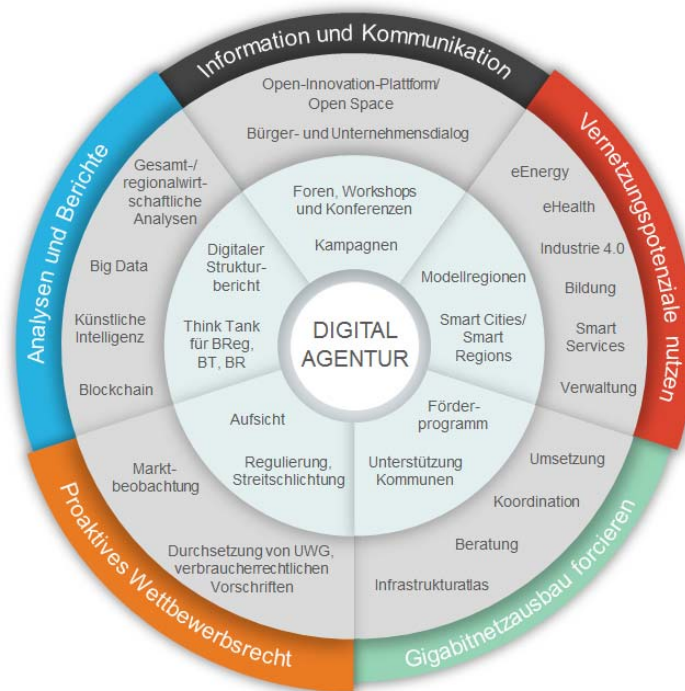 Information und Kommunikation
Open-Innovation-Plattform/
Open Space
Bürger- und Unternehmensdialog
Foren, Workshops
und Konferenzen
Kampagnen
Vernetzungspotenziale nutzen
eEnergy
eHealth
Industrie 4.0
Bildung
Smart
Services
Verwaltung
Modellregionen
Smart Cities/
Smart
Regions
Gigabitnetzausbau forcieren
Umsetzung
Koordination
Beratung
Infrastrukturatlas
Förder-
programm
Unterstützung
Kommunen
Proaktives Wettbewerbsrecht
Markt-
beobachtung
Durchsetzung von UWG,
verbraucherrechtlichen
Vorschriften
Aufsicht
Regulierung,
Streitschlichtung
Analysen und Berichte
Gesamt-/
regionalwirt-
schaftliche
Analysen
Big Data
Künstliche
Intelligenz
Blockchain
Digitaler
Struktur-
bericht
Think Tank
für BReg,
BT, BR
DIGITAL
AGENTUR